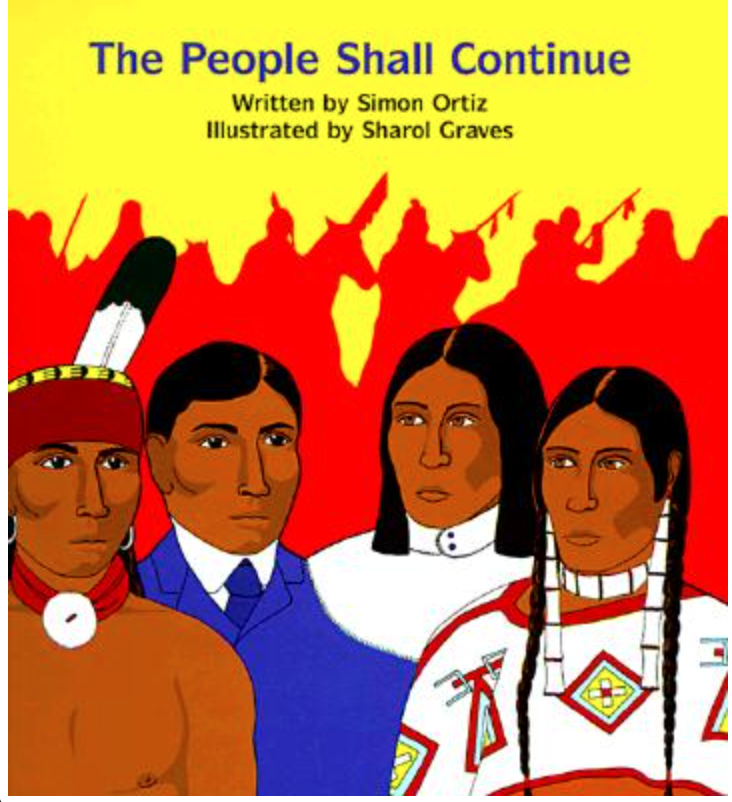 The People Shall Continue
Written by Simon Ortiz
Illustrated by Sharol Graves